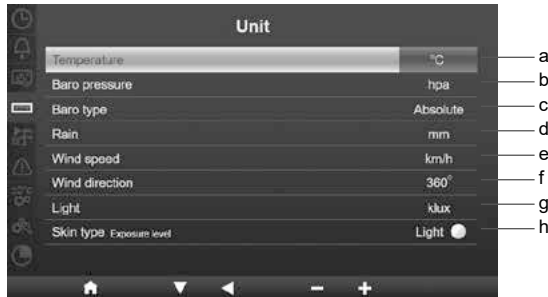 Unit
Temperature °C a
Baro pressure hpa b
Baro type Absolute c
Rain mm d
Wind speed km/h e
Wind direction 360° f
Light klux g
Skin type Exposure level Light h